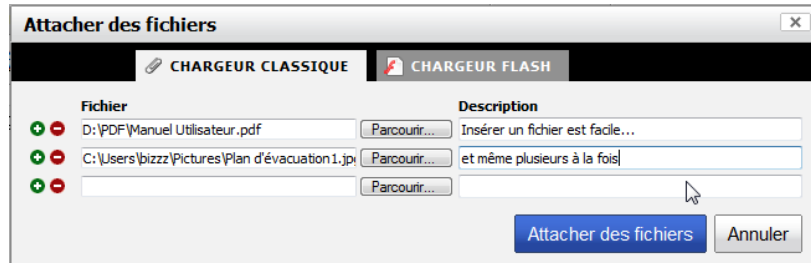 Attacher des fichiers
CHARGEUR CLASSIQUE CHARGEUR FLASH
Fichier Description
D:\PDF\Manuel Utilisateur.pdf Parcourir... Insérer un fichier est facile...
C:\Users\bizzz\Pictures\Plan d'évacuation1.jp Parcourir... et même plusieurs à la fois
Parcourir...
Attacher des fichiers Annuler